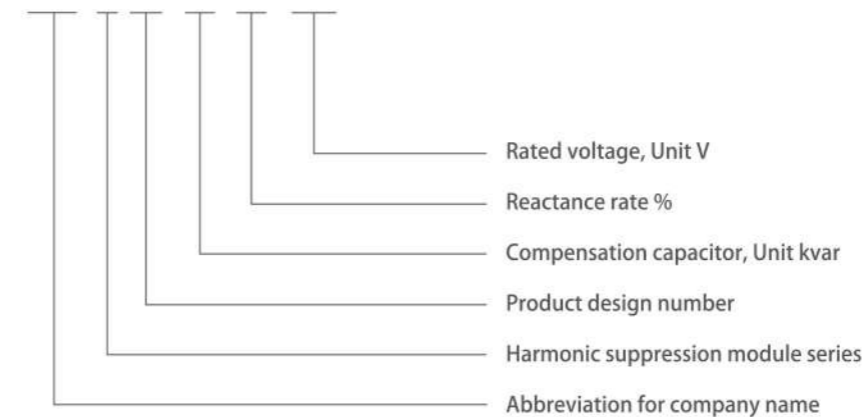 Rated voltage, Unit V
Reactance rate %
Compensation capacitor, Unit kvar
Product design number
Harmonic suppression module series
Abbreviation for company name